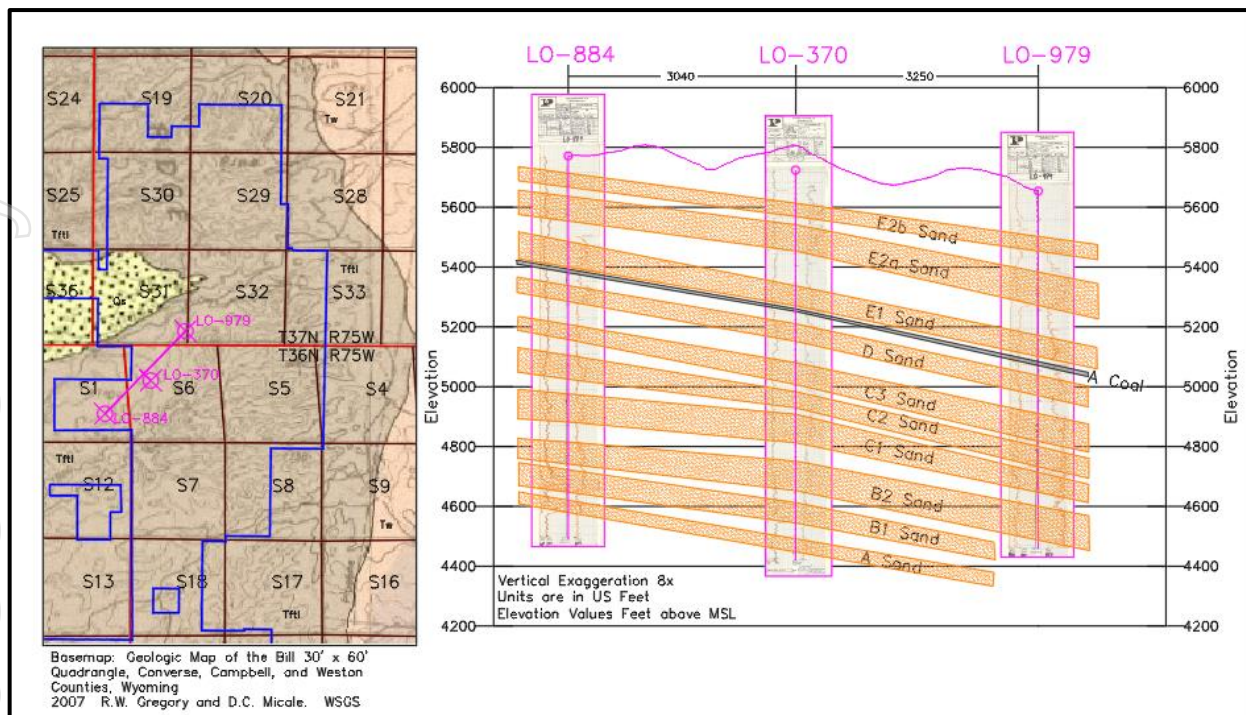 S24
S19
S20
S21
Tw
S25
S30
S29
S28
Tftl
S36
Qs
S31
S32
Tftl
S33
LO-979
T37N R75W
T36N R75W
S1
LO-370
S6
S5
S4
LO-884
Tftl
S12
S7
S8
S9
Tw
S13
S18
S17
S16
Tftl
Basemap: Geologic Map of the Bill 30' x 60'
Quadrangle, Converse, Campbell, and Weston
Counties, Wyoming
2007 R.W. Gregory and D.C. Micale. WSGS
LO-884
LO-370
LO-979
3040
3250
6000
6000
5800
5800
5600
5600
5400
5400
5200
5200
5000
5000
4800
4800
4600
4600
4400
4400
4200
4200
Elevation
Elevation
E2b Sand
E2a Sand
E1 Sand
A Coal
D Sand
C3 Sand
C2 Sand
C1 Sand
B2 Sand
B1 Sand
A Sand
Vertical Exaggeration 8x
Units are in US Feet
Elevation Values Feet above MSL